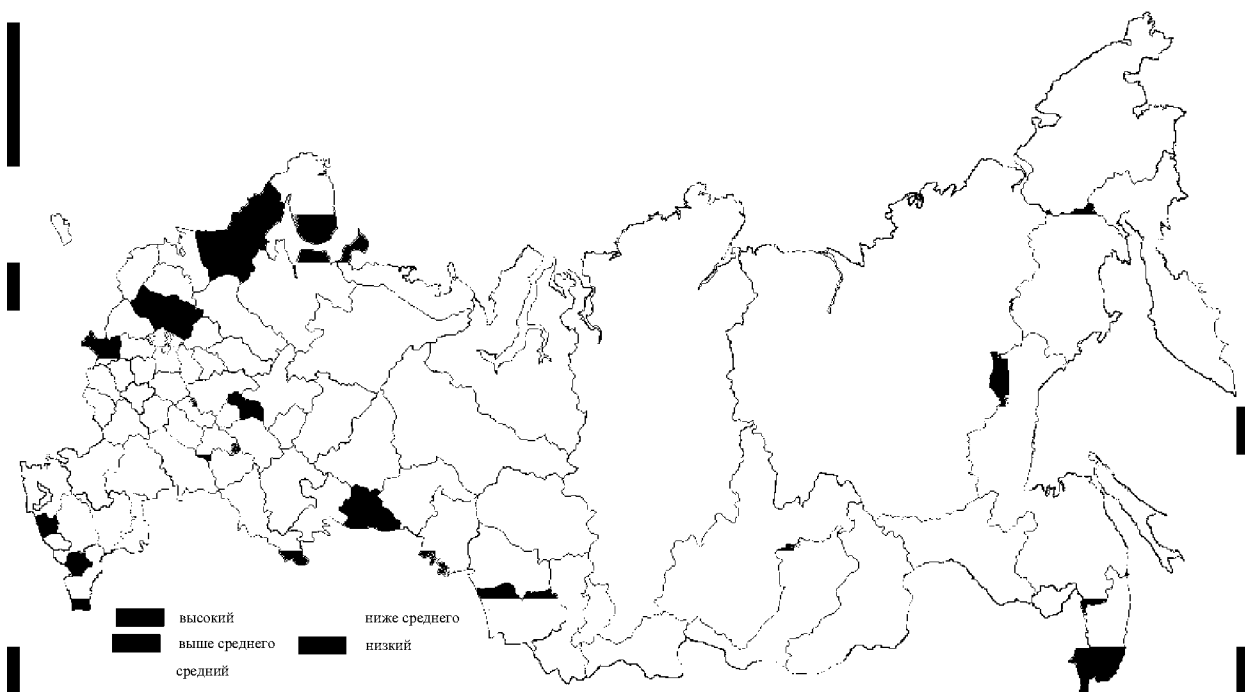 высокий
выше среднего
средний
ниже среднего
низкий